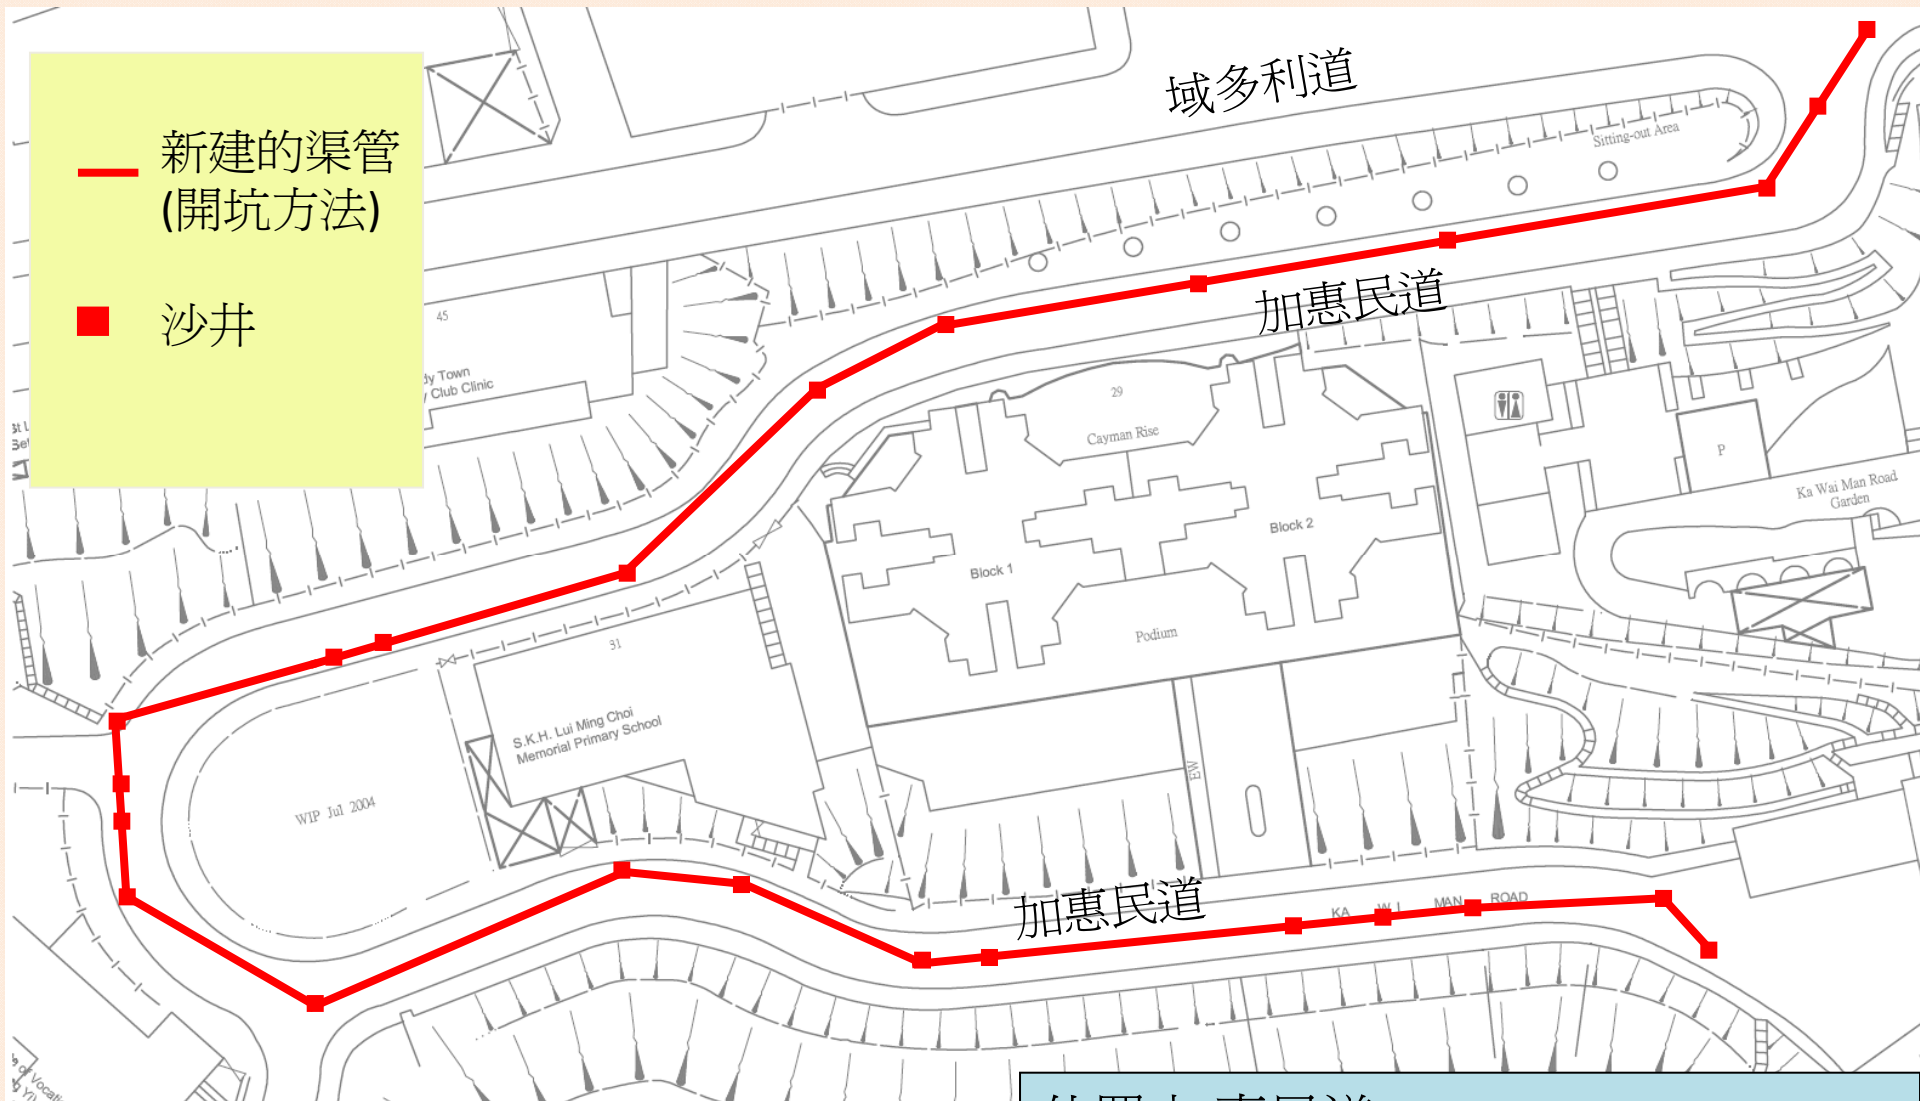 域多利道
新建的渠管
(開坑方法)
沙井
Sitting-out Area
加惠民道
45
Club Clinic
29
Cayman Rise
P
Ka Wai Man Road
Garden
Block 2
Block 1
Podium
31
S.K.H. Lui Ming Choi
Memorial Primary School
EW
WIP Jul 2004
加惠民道
KA W I MAN ROAD